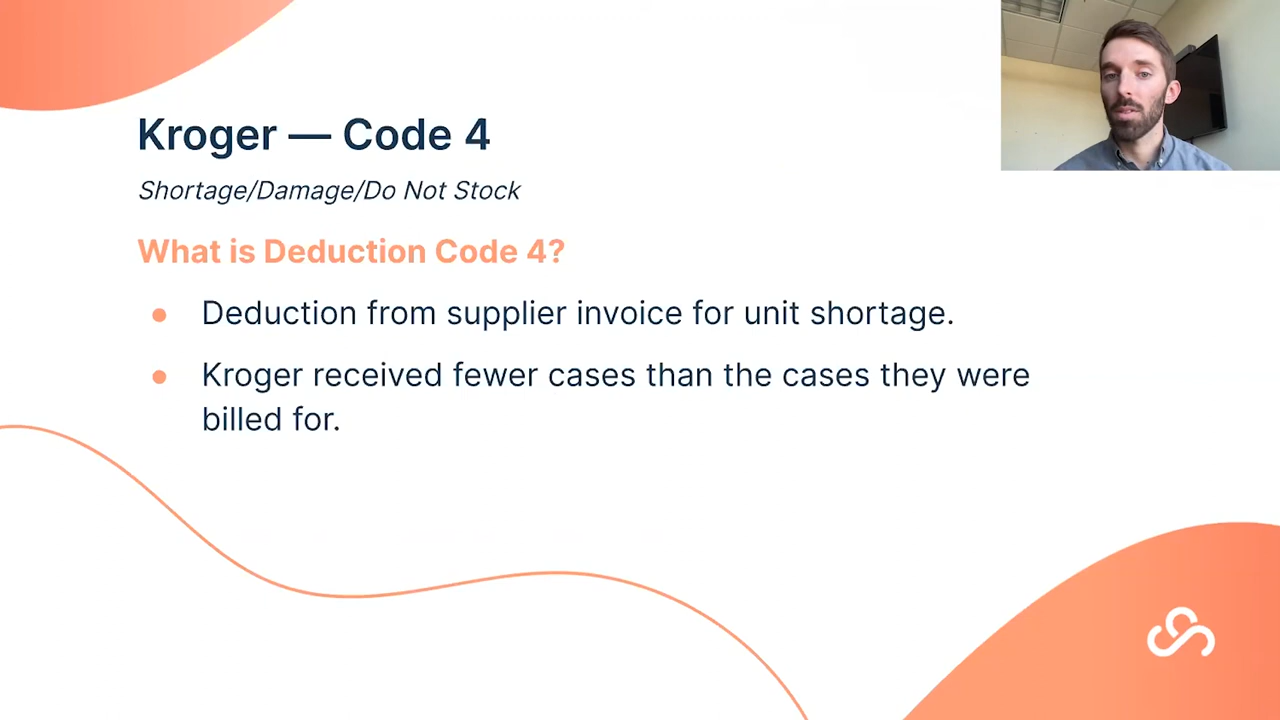 Kroger — Code 4
Shortage/Damage/Do Not Stock
What is Deduction Code 4?
● Deduction from supplier invoice for unit shortage.
● Kroger received fewer cases than the cases they were
billed for.